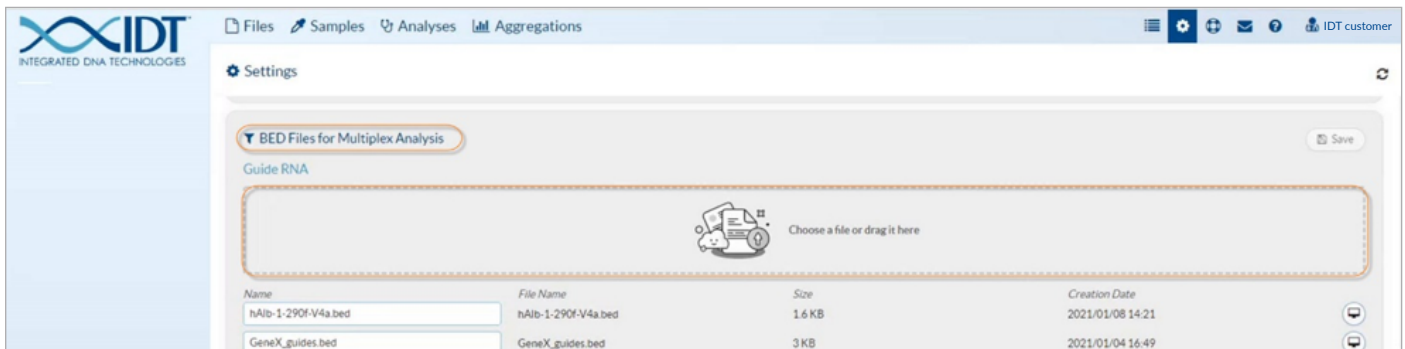 IDT
INTEGRATED DNA TECHNOLOGIES
Files Samples Analyses Aggregations IDT customer
Settings
BED Files for Multiplex Analysis Save
Guide RNA
Choose a file or drag it here
Name File Name Size Creation Date
hAlb-1-290f-V4a.bed hAlb-1-290f-V4a.bed 1.6 KB 2021/01/08 14:21
GeneX_guides.bed GeneX_guides.bed 3 KB 2021/01/04 16:49